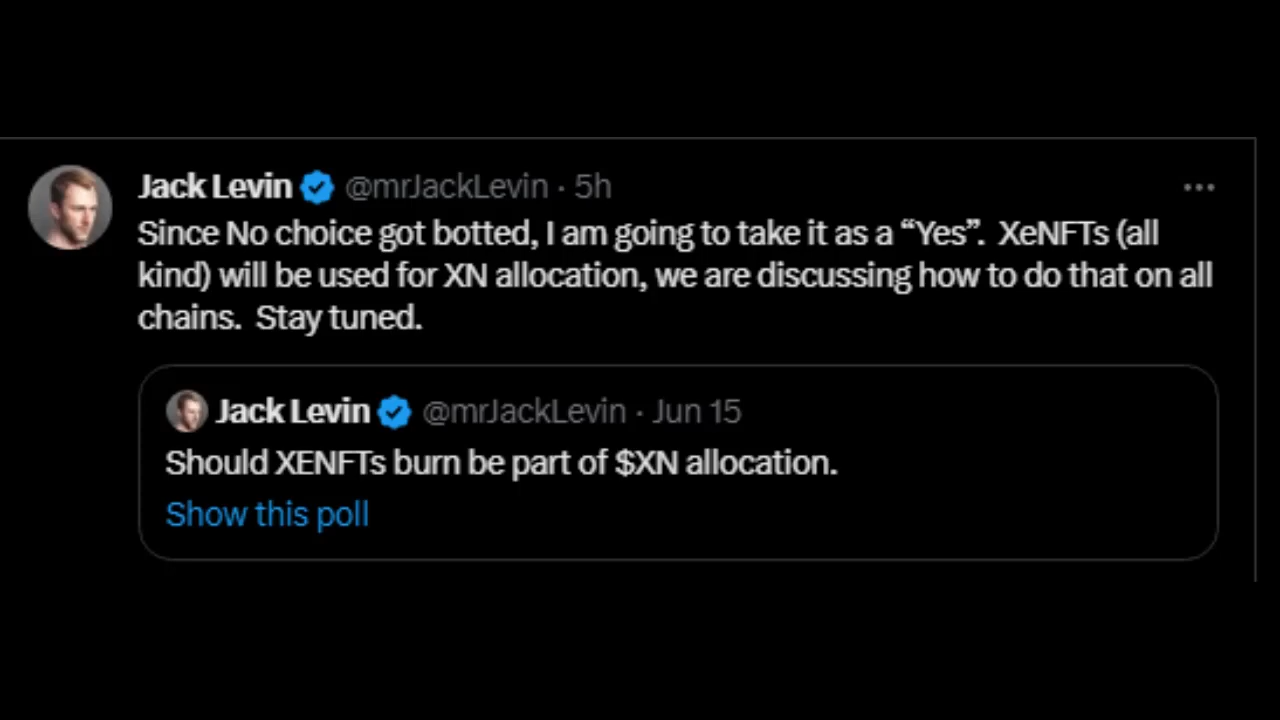 Jack Levin @mrJackLevin · 5h
Since No choice got botted, I am going to take it as a “Yes”.  XeNFTs (all
kind) will be used for XN allocation, we are discussing how to do that on all
chains.  Stay tuned.
Jack Levin @mrJackLevin · Jun 15
Should XENFTs burn be part of $XN allocation.
Show this poll